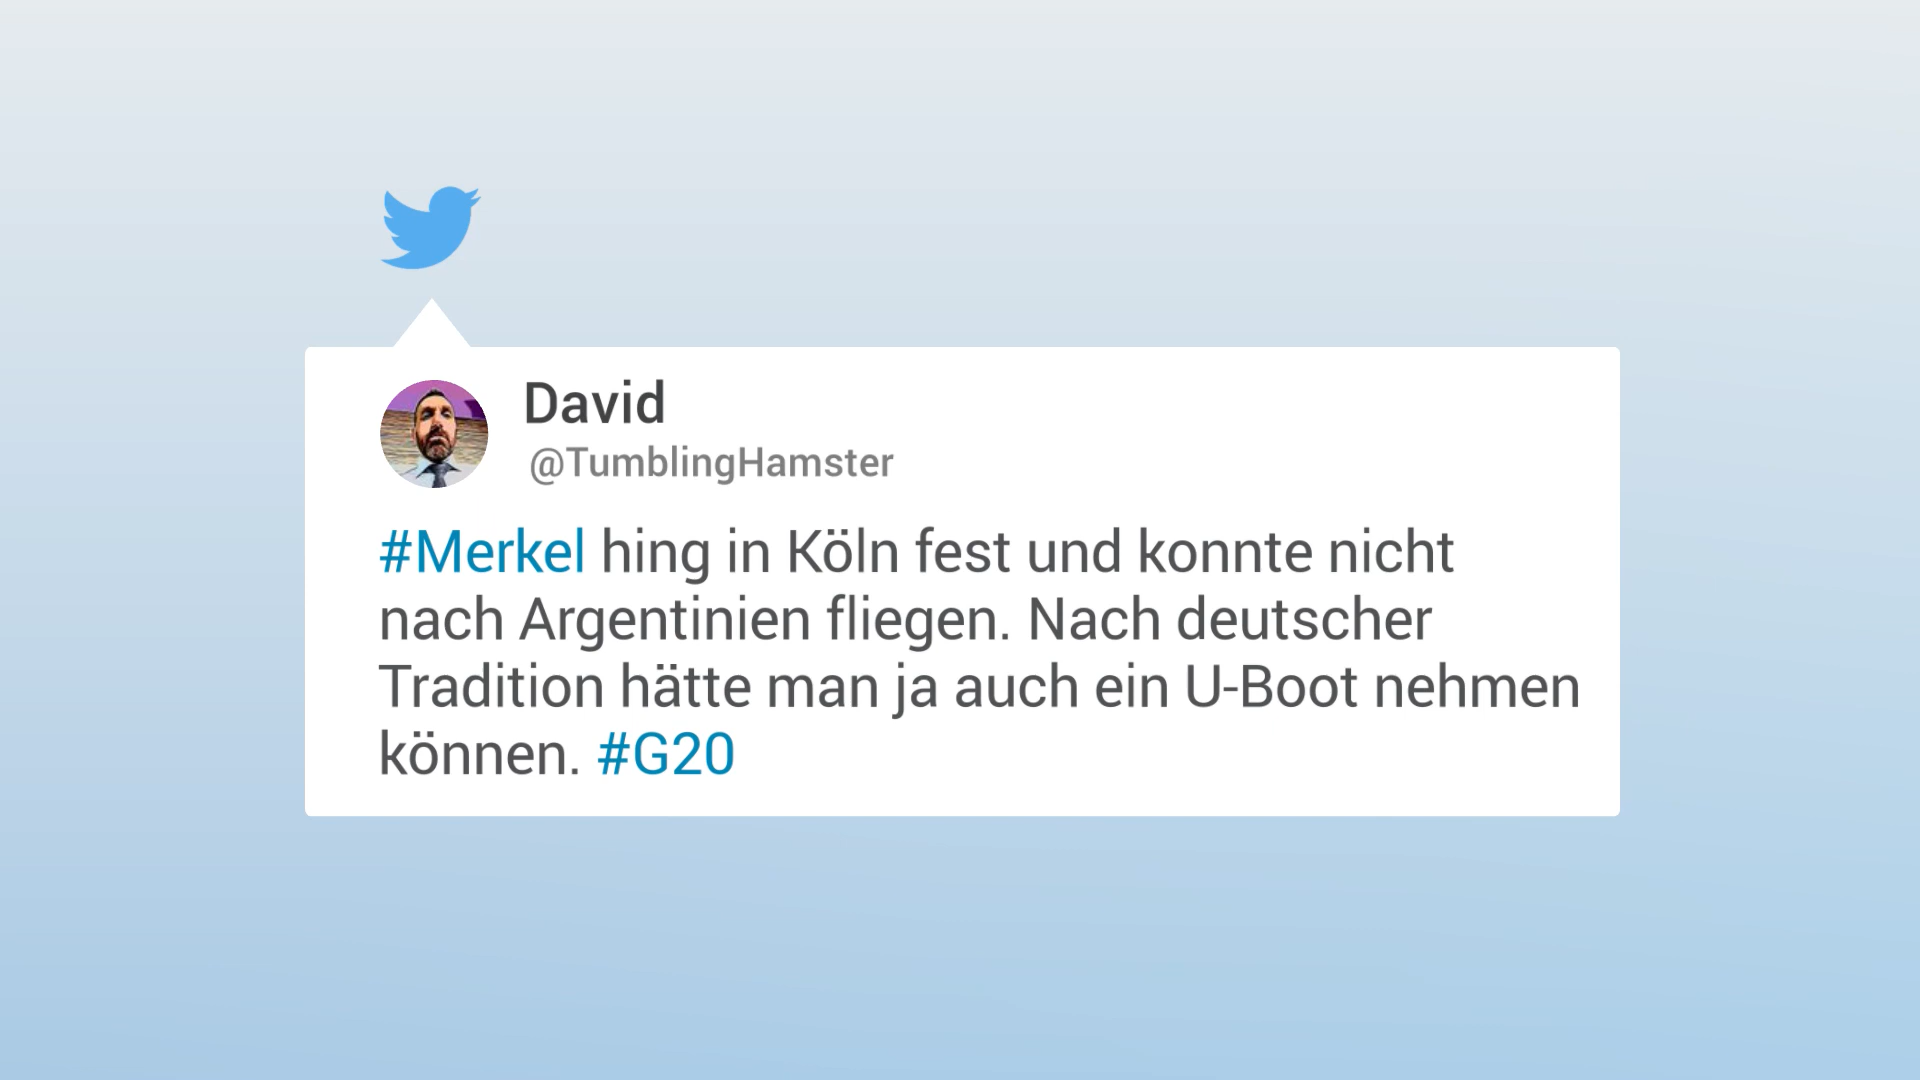 David
@TumblingHamster
#Merkel hing in Köln fest und konnte nicht
nach Argentinien fliegen. Nach deutscher
Tradition hätte man ja auch ein U-Boot nehmen
können. #G20